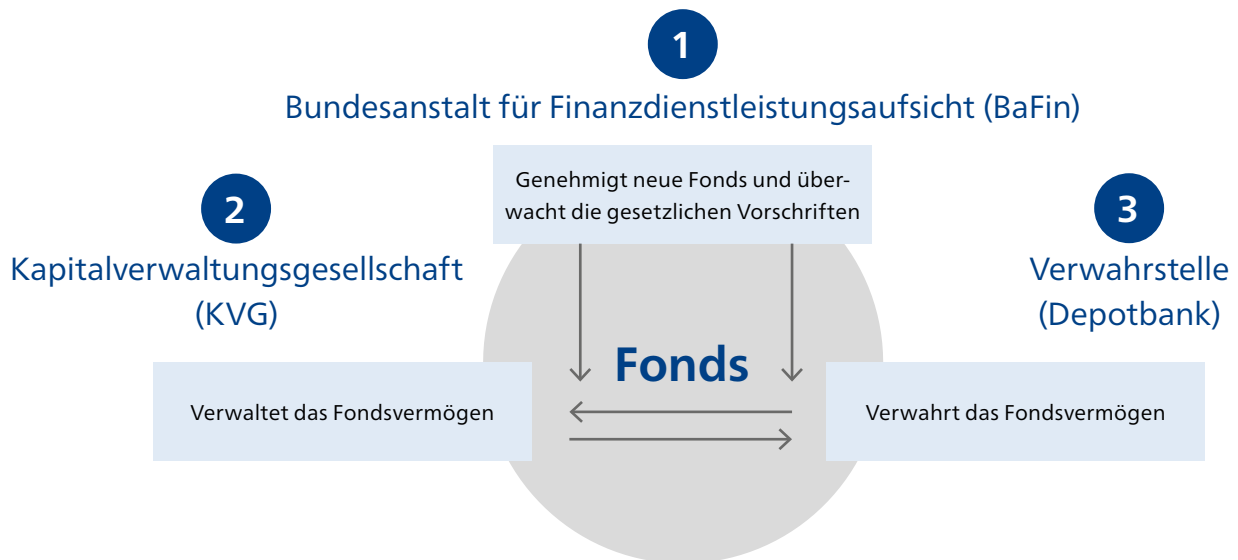 1
Bundesanstalt für Finanzdienstleistungsaufsicht (BaFin)
Genehmigt neue Fonds und über-
wacht die gesetzlichen Vorschriften
2
Kapitalverwaltungsgesellschaft
(KVG)
Verwaltet das Fondsvermögen
Fonds
3
Verwahrstelle
(Depotbank)
Verwahrt das Fondsvermögen